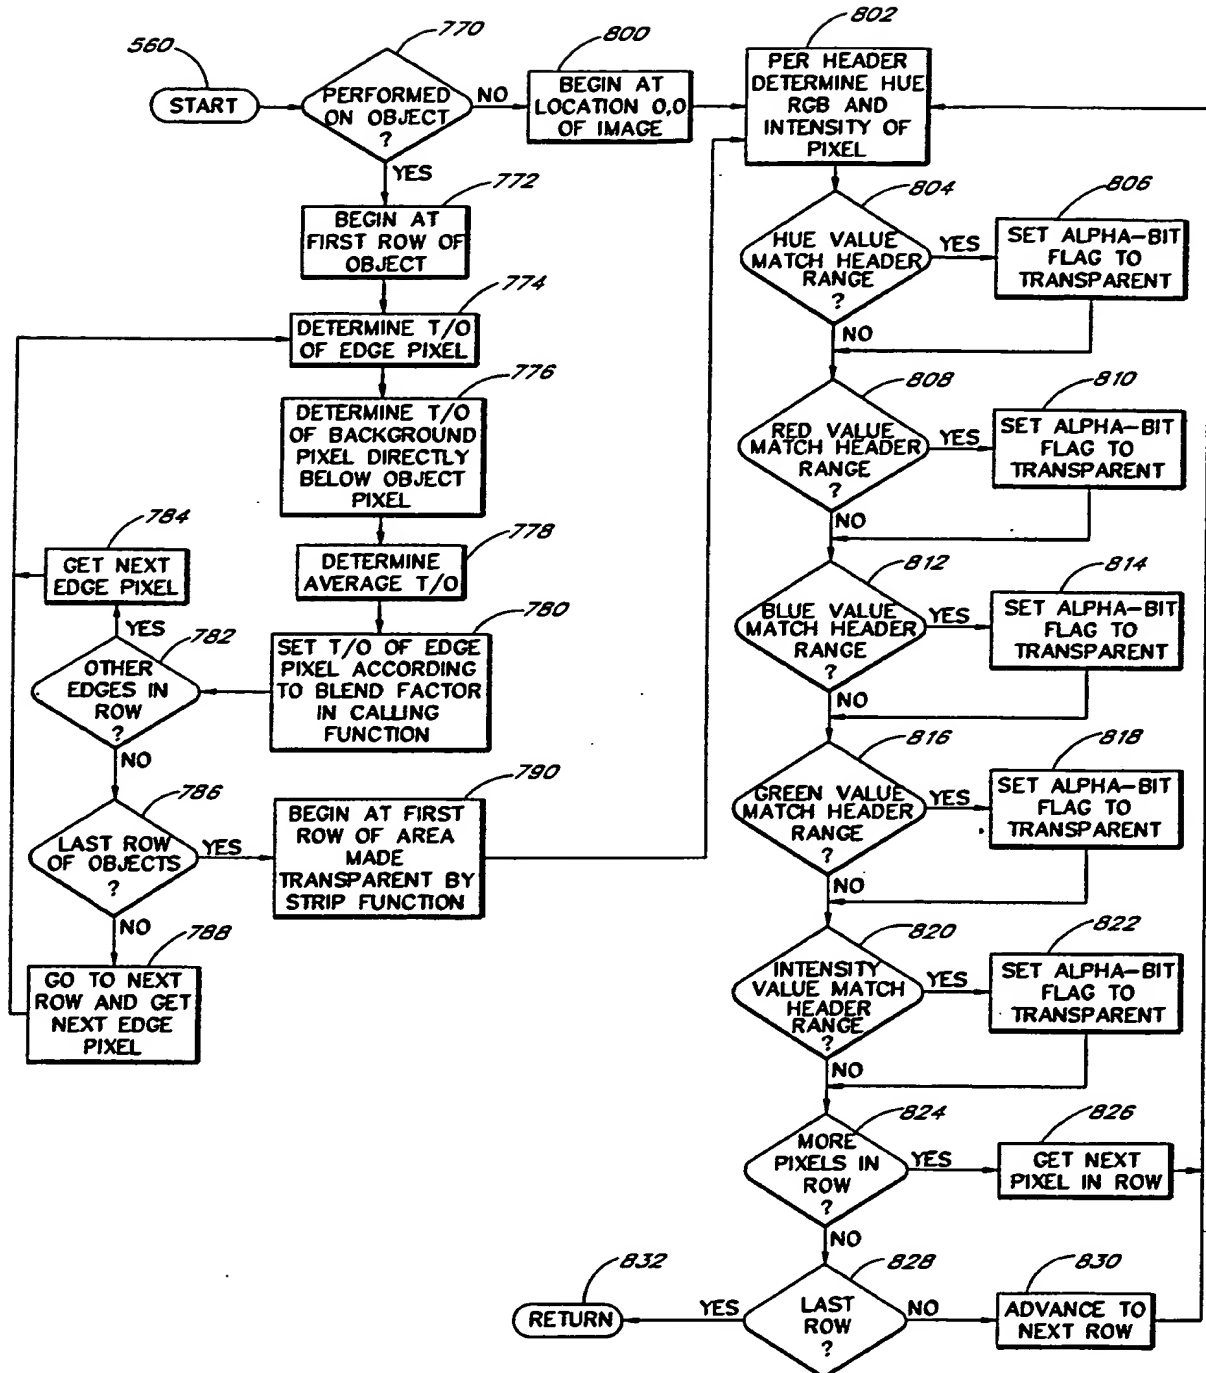 560
START
770
PERFORMED
ON OBJECT
?
NO
YES
800
BEGIN AT
LOCATION 0,0
OF IMAGE
802
PER HEADER
DETERMINE HUE
RGB AND
INTENSITY OF
PIXEL
772
BEGIN AT
FIRST ROW OF
OBJECT
774
DETERMINE T/O
OF EDGE PIXEL
776
DETERMINE T/O
OF BACKGROUND
PIXEL DIRECTLY
BELOW OBJECT
PIXEL
778
DETERMINE
AVERAGE T/O
780
SET T/O OF EDGE
PIXEL ACCORDING
TO BLEND FACTOR
IN CALLING
FUNCTION
784
GET NEXT
EDGE PIXEL
YES
782
OTHER
EDGES IN
ROW
?
NO
786
LAST ROW
OF OBJECTS
?
YES
NO
788
GO TO NEXT
ROW AND GET
NEXT EDGE
PIXEL
790
BEGIN AT FIRST
ROW OF AREA
MADE
TRANSPARENT BY
STRIP FUNCTION
804
HUE VALUE
MATCH HEADER
RANGE
?
YES
NO
806
SET ALPHA-BIT
FLAG TO
TRANSPARENT
808
RED VALUE
MATCH HEADER
RANGE
?
YES
NO
810
SET ALPHA-BIT
FLAG TO
TRANSPARENT
812
BLUE VALUE
MATCH HEADER
RANGE
?
YES
NO
814
SET ALPHA-BIT
FLAG TO
TRANSPARENT
816
GREEN VALUE
MATCH HEADER
RANGE
?
YES
NO
818
SET ALPHA-BIT
FLAG TO
TRANSPARENT
820
INTENSITY
VALUE MATCH
HEADER
RANGE
?
YES
NO
822
SET ALPHA-BIT
FLAG TO
TRANSPARENT
824
MORE
PIXELS IN
ROW
?
YES
NO
826
GET NEXT
PIXEL IN ROW
828
LAST
ROW
?
YES
NO
830
ADVANCE TO
NEXT ROW
832
RETURN